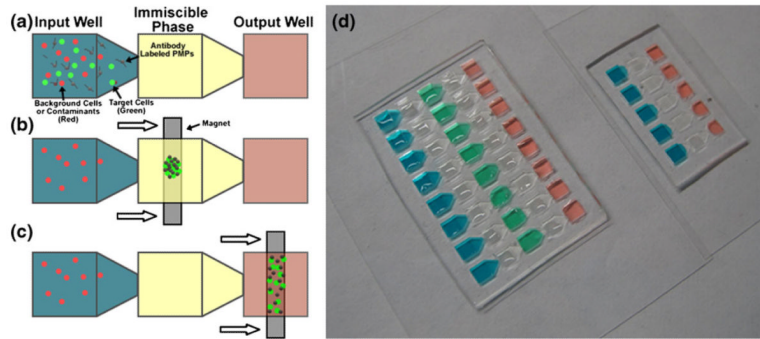 (a) Input Well
Immiscible
Phase
Output Well
Antibody
Labeled PMPs
Background Cells
or Contaminants
(Red)
Target Cells
(Green)
(b)
Magnet
(c)
(d)